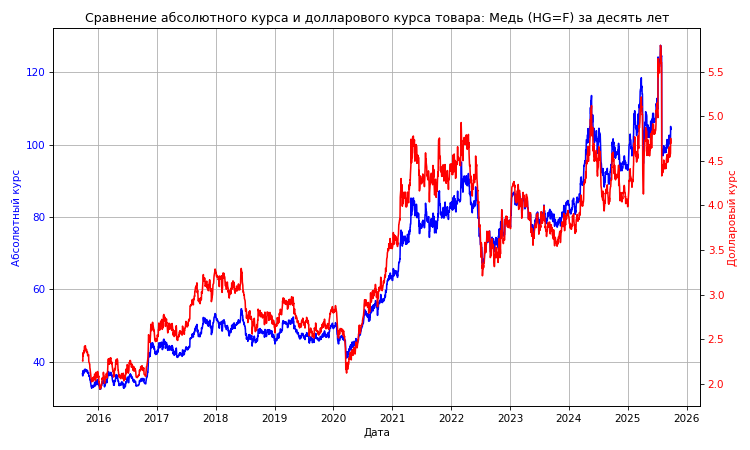 Сравнение абсолютного курса и долларового курса товара: Медь (HG=F) за десять лет
120
100
80
60
40
Абсолютный курс
5.5
5.0
4.5
4.0
3.5
3.0
2.5
2.0
Долларовый курс
2016 2017 2018 2019 2020 2021 2022 2023 2024 2025 2026
Дата